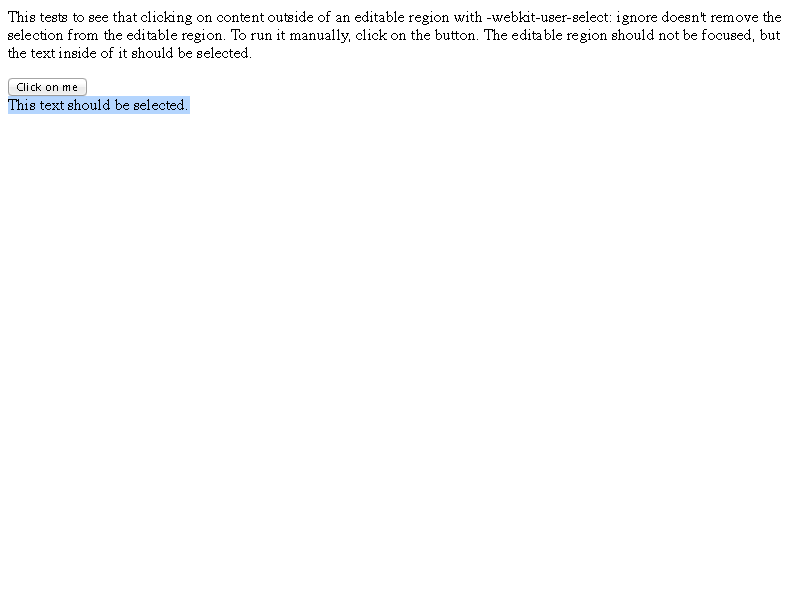 This tests to see that clicking on content outside of an editable region with -webkit-user-select: ignore doesn't remove the
selection from the editable region. To run it manually, click on the button. The editable region should not be focused, but
the text inside of it should be selected.
Click on me
This text should be selected.